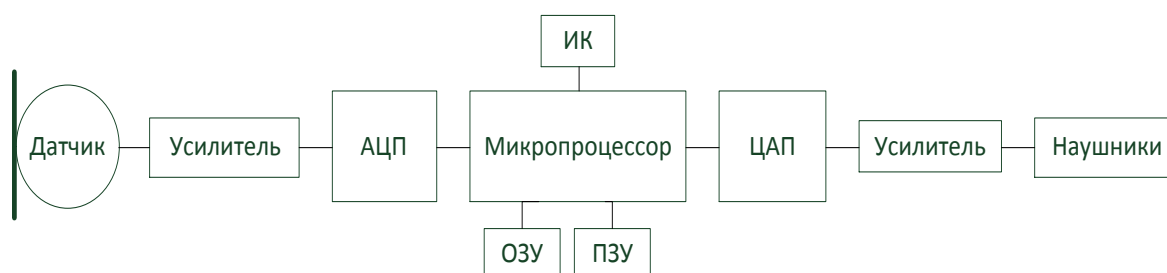 ИК
Датчик
Усилитель
АЦП
Микропроцессор
ЦАП
Усилитель
Наушники
ОЗУ
ПЗУ